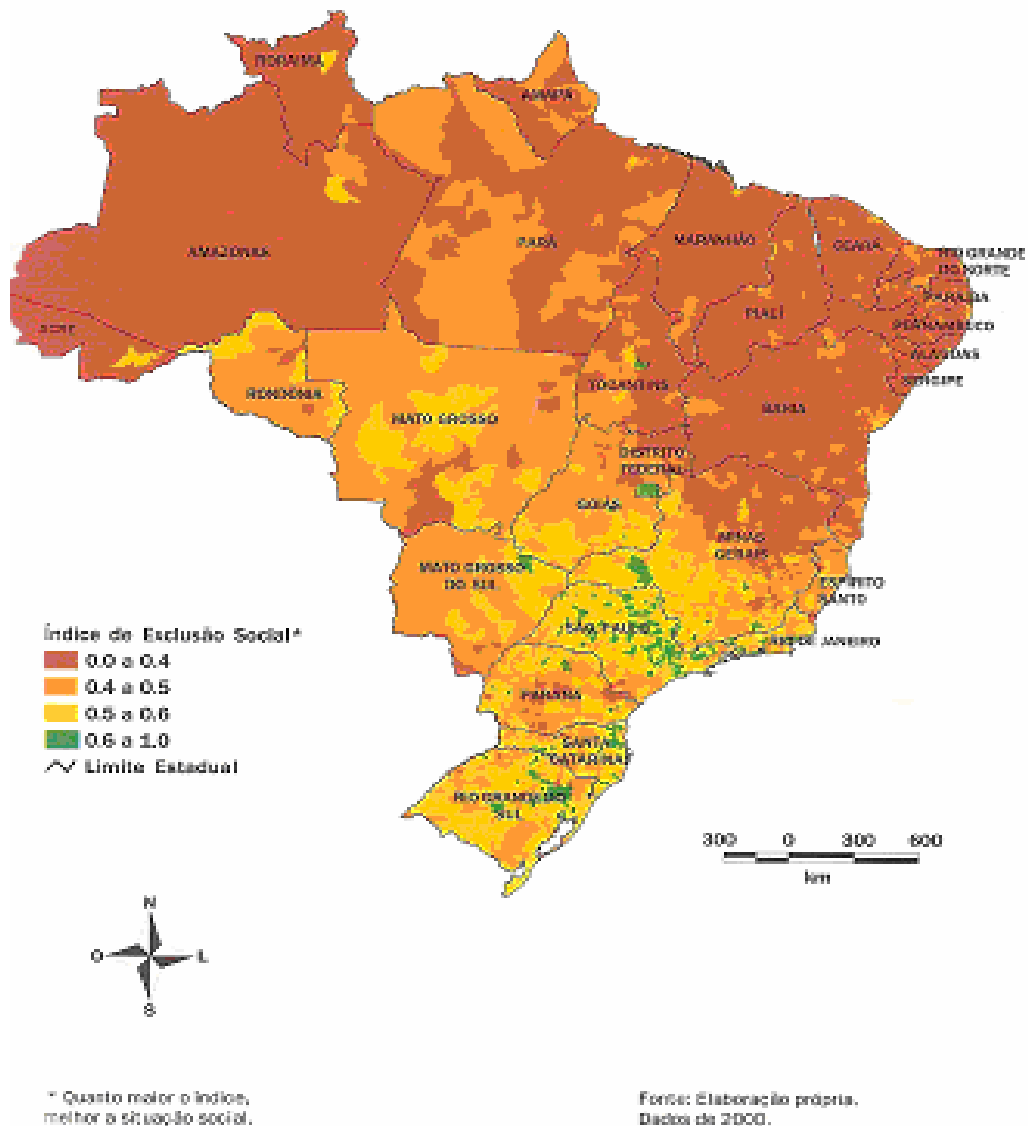 RORAIMA
AMAPÁ
AMAZONAS
PARÁ
MARANHÃO
CEARÁ
RIO GRANDE
DO NORTE
PARAÍBA
PERNAMBUCO
ALAGOAS
SERGIPE
PIAUÍ
ACRE
RONDÔNIA
TOCANTINS
BAHIA
MATO GROSSO
DISTRITO
FEDERAL
GOIÁS
MINAS
GERAIS
MATO GROSSO
DO SUL
ESPÍRITO
SANTO
SÃO PAULO
RIO DE JANEIRO
PARANÁ
SANTA
CATARINA
RIO GRANDE DO
SUL
Índice de Exclusão Social*
0.0 a 0.4
0.4 a 0.5
0.5 a 0.6
0.6 a 1.0
Limite Estadual
300 0 300 600
km
N
O L
S
* Quanto maior o índice,
melhor a situação social.
Fonte: Elaboração própria.
Dados de 2000.